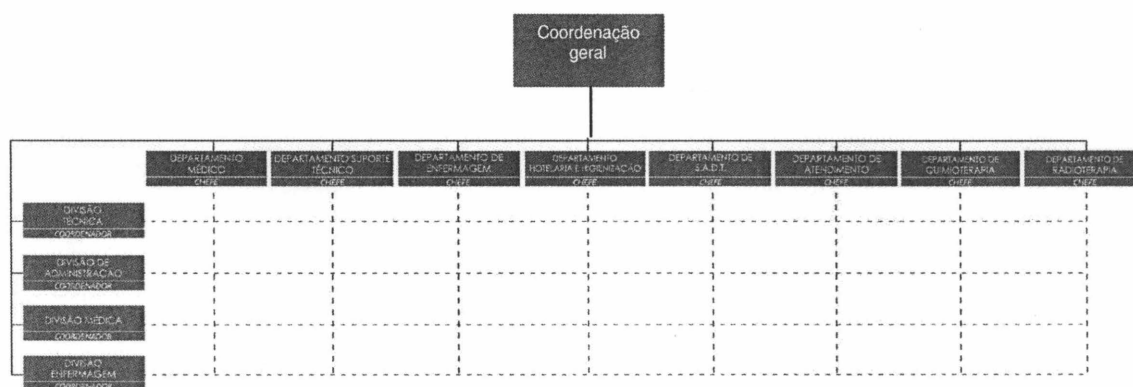 Coordenação
geral
DEPARTAMENTO
MÉDICO
CHEFE
DEPARTAMENTO SUPORTE
TÉCNICO
CHEFE
DEPARTAMENTO DE
ENFERMAGEM
CHEFE
DEPARTAMENTO
HOTELARIA E HIGIENIZAÇÃO
CHEFE
DEPARTAMENTO DE
S.A.D.T.
CHEFE
DEPARTAMENTO DE
ATENDIMENTO
CHEFE
DEPARTAMENTO DE
QUIMIOTERAPIA
CHEFE
DEPARTAMENTO DE
RADIOTERAPIA
CHEFE
DIVISÃO
TÉCNICA
COORDENADOR
DIVISÃO DE
ADMINISTRAÇÃO
COORDENADOR
DIVISÃO MÉDICA
COORDENADOR
DIVISÃO
ENFERMAGEM
COORDENADOR